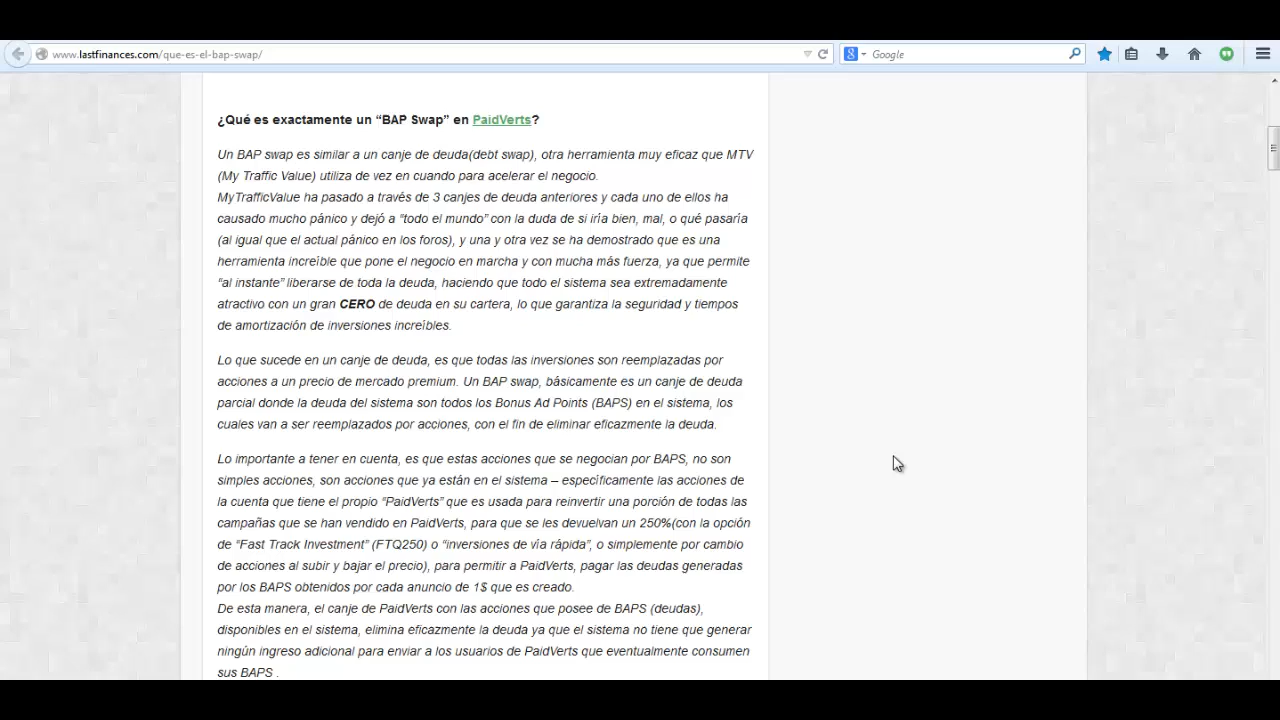 www.lastfinances.com/que-es-el-bap-swap/
Google
¿Qué es exactamente un “BAP Swap” en PaidVerts?
Un BAP swap es similar a un canje de deuda(debt swap), otra herramienta muy eficaz que MTV
(My Traffic Value) utiliza de vez en cuando para acelerar el negocio.
MyTrafficValue ha pasado a través de 3 canjes de deuda anteriores y cada uno de ellos ha
causado mucho pánico y dejó a “todo el mundo” con la duda de si iría bien, mal, o qué pasaría
(al igual que el actual pánico en los foros), y una y otra vez se ha demostrado que es una
herramienta increíble que pone el negocio en marcha y con mucha más fuerza, ya que permite
“al instante” liberarse de toda la deuda, haciendo que todo el sistema sea extremadamente
atractivo con un gran CERO de deuda en su cartera, lo que garantiza la seguridad y tiempos
de amortización de inversiones increíbles.
Lo que sucede en un canje de deuda, es que todas las inversiones son reemplazadas por
acciones a un precio de mercado premium. Un BAP swap, básicamente es un canje de deuda
parcial donde la deuda del sistema son todos los Bonus Ad Points (BAPS) en el sistema, los
cuales van a ser reemplazados por acciones, con el fin de eliminar eficazmente la deuda.
Lo importante a tener en cuenta, es que estas acciones que se negocian por BAPS, no son
simples acciones, son acciones que ya están en el sistema – específicamente las acciones de
la cuenta que tiene el propio “PaidVerts” que es usada para reinvertir una porción de todas las
campañas que se han vendido en PaidVerts, para que se les devuelvan un 250%(con la opción
de “Fast Track Investment” (FTQ250) o “inversiones de vía rápida”, o simplemente por cambio
de acciones al subir y bajar el precio), para permitir a PaidVerts, pagar las deudas generadas
por los BAPS obtenidos por cada anuncio de 1$ que es creado.
De esta manera, el canje de PaidVerts con las acciones que posee de BAPS (deudas),
disponibles en el sistema, elimina eficazmente la deuda ya que el sistema no tiene que generar
ningún ingreso adicional para enviar a los usuarios de PaidVerts que eventualmente consumen
sus BAPS .